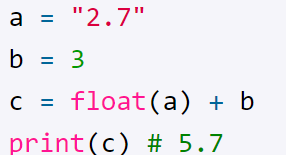 a = "2.7"
b = 3
c = float(a) + b
print(c) # 5.7